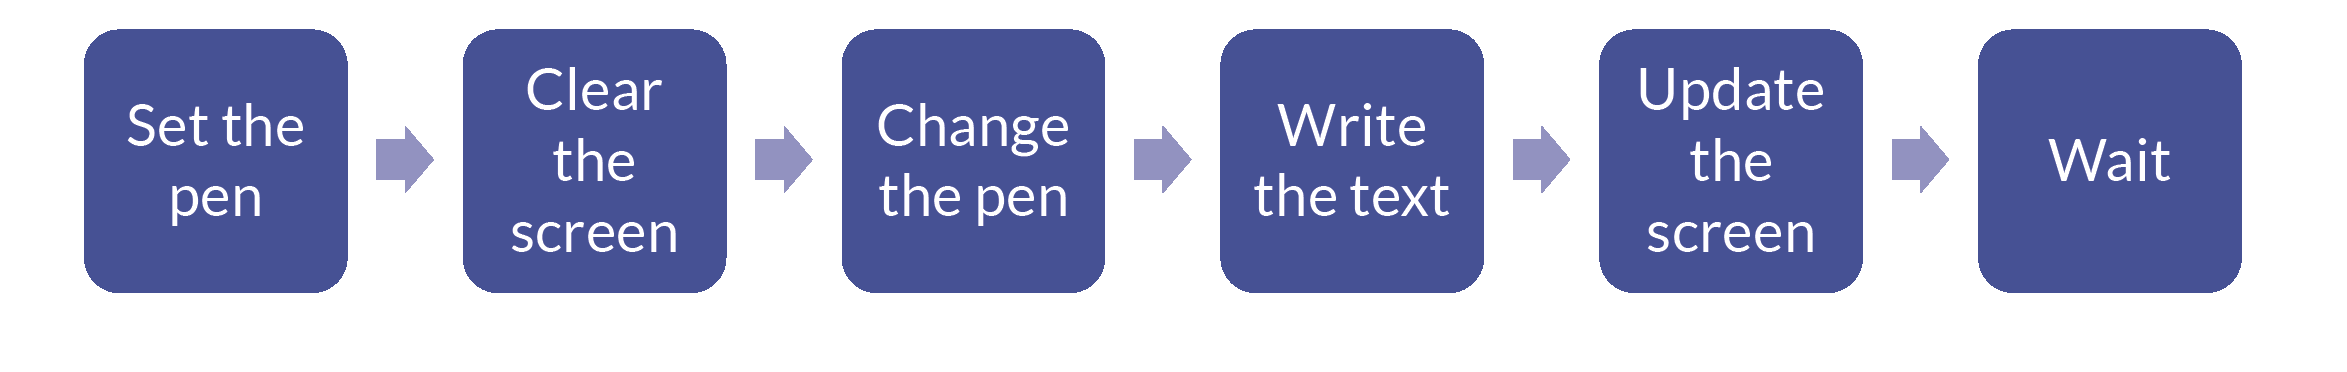 Set the
pen
Clear
the
screen
Change
the pen
Write
the text
Update
the
screen
Wait